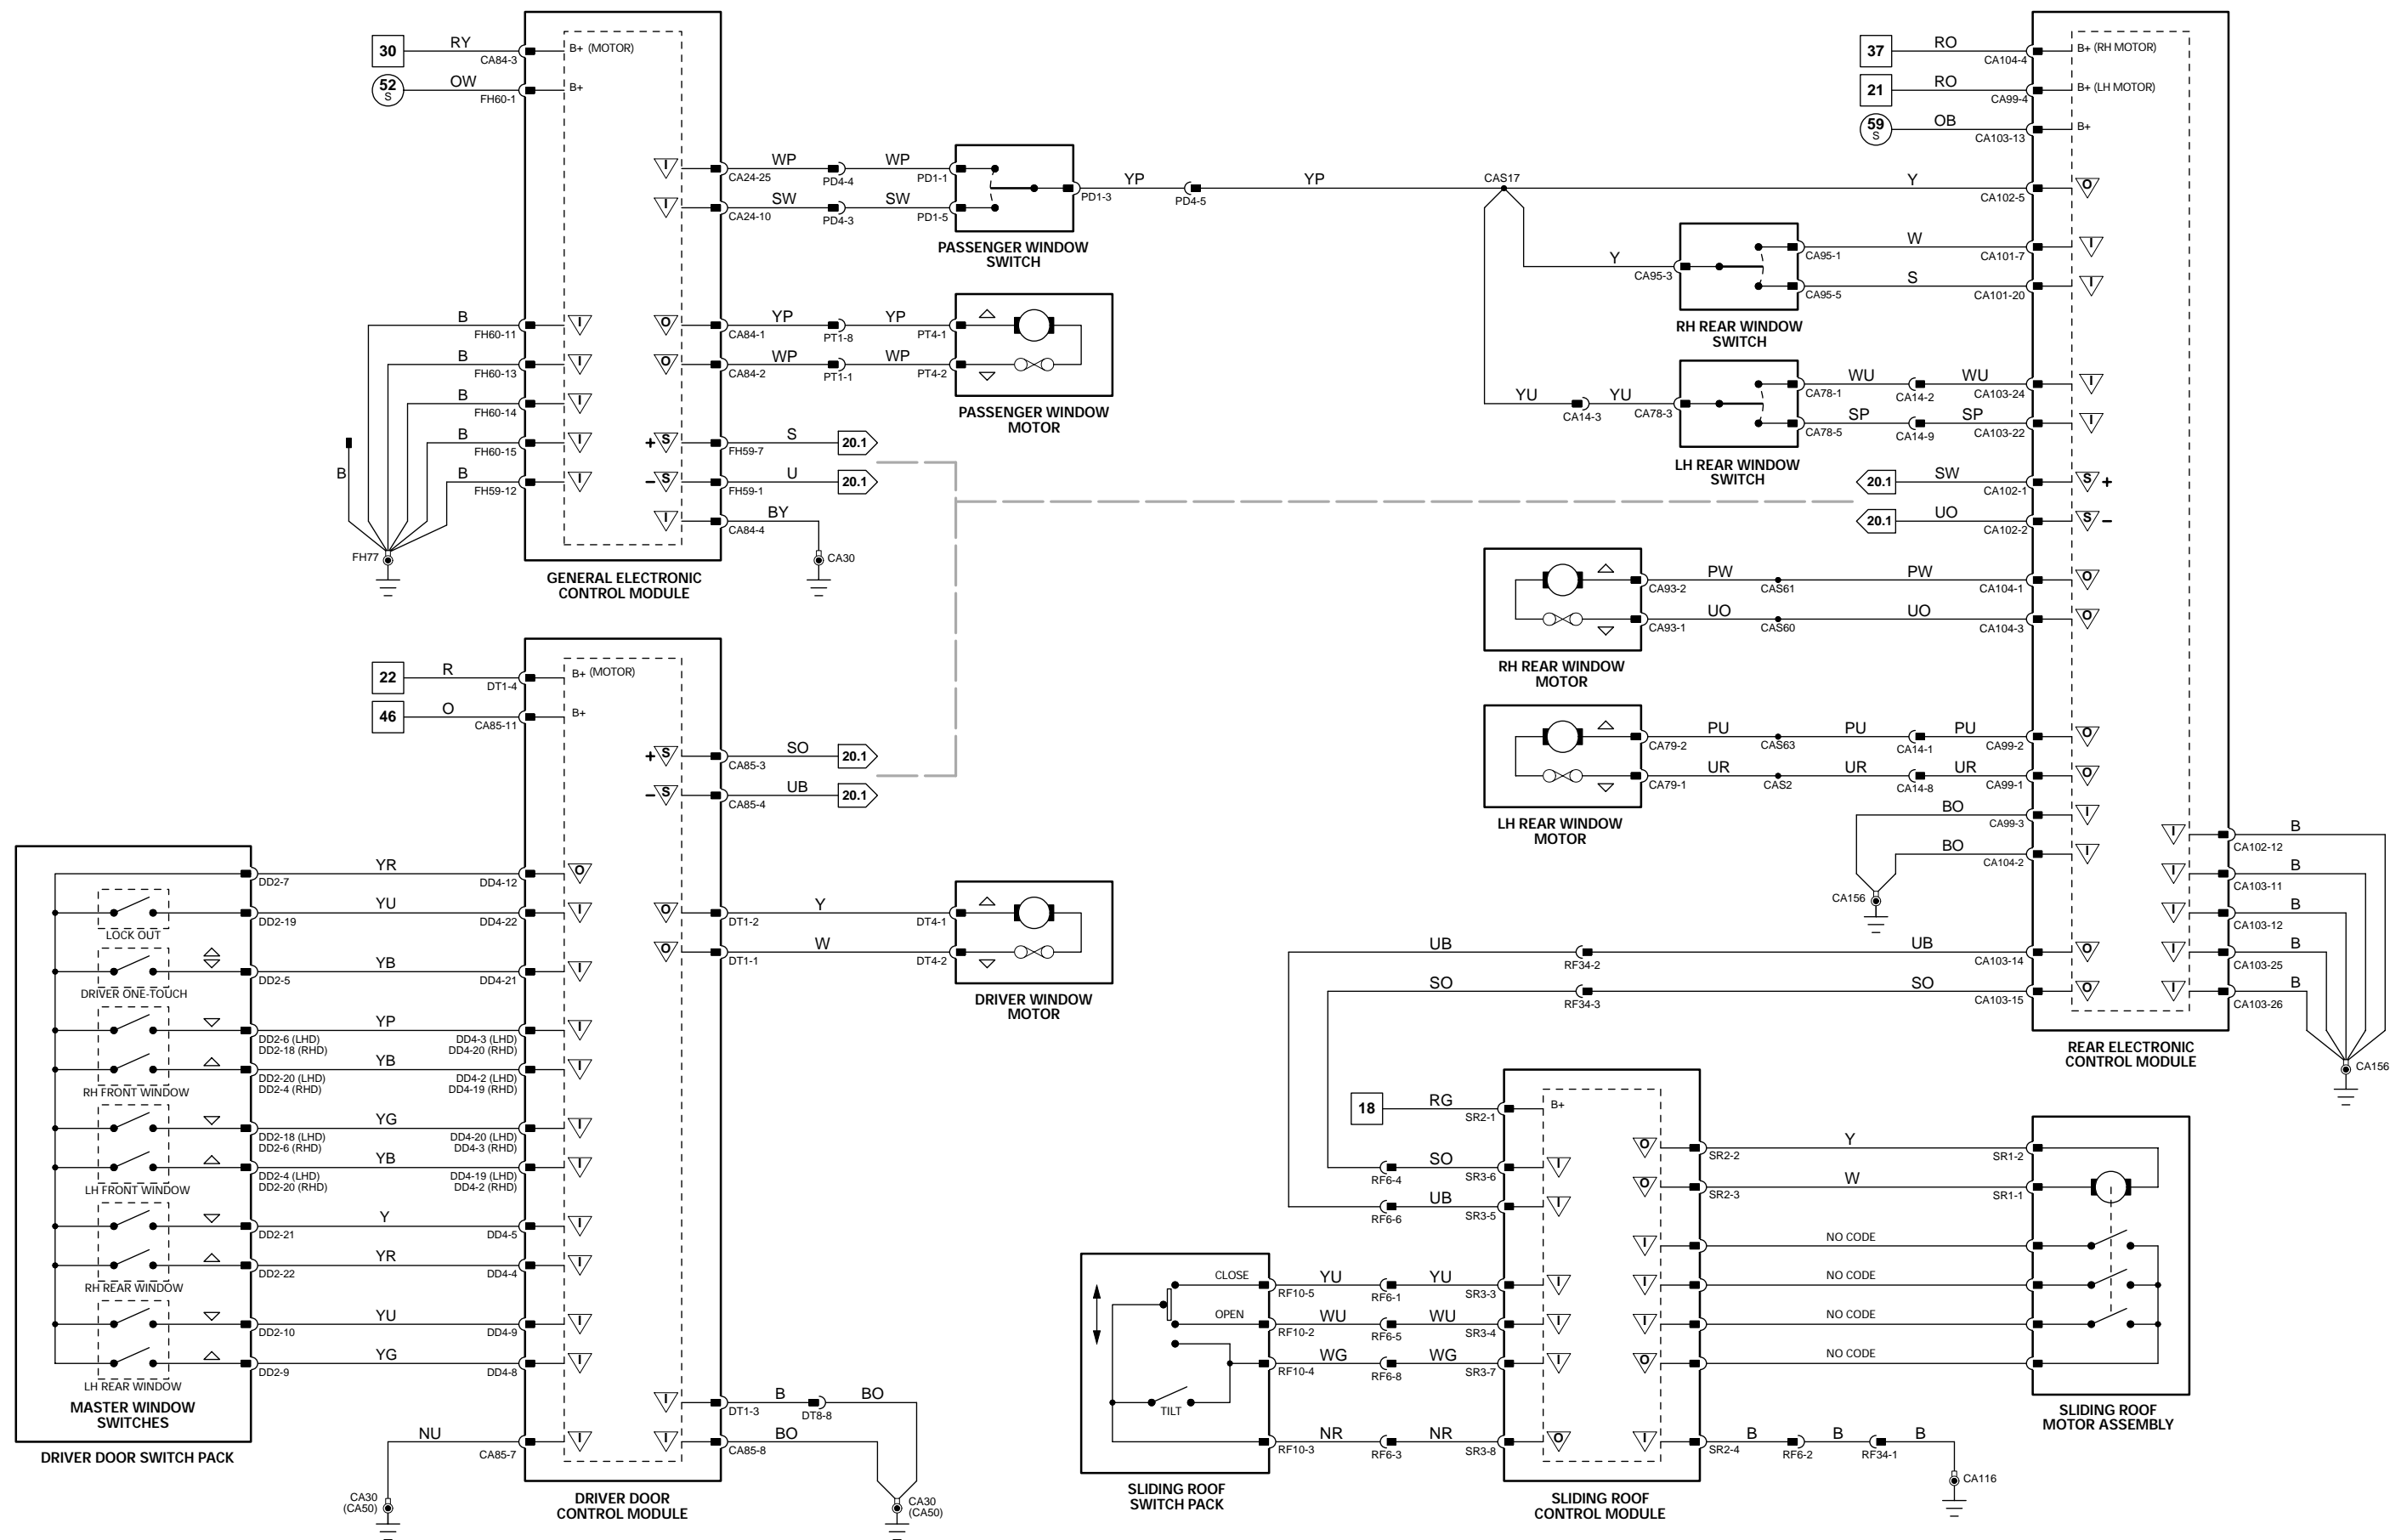 30
RY
CA84-3
B+ (MOTOR)
52
S
OW
FH60-1
B+
I
CA24-25
WP
PD4-4
WP
PD1-1
I
CA24-10
SW
PD4-3
SW
PD1-5
PASSENGER WINDOW
SWITCH
PD1-3
YP
PD4-5
YP
CAS17
Y
CA102-5
O
B
FH60-11
I
B
FH60-13
I
B
FH60-14
I
B
FH60-15
I
B
FH59-12
I
B
FH77
O
CA84-1
YP
PT1-8
YP
PT4-1
O
CA84-2
WP
PT1-1
WP
PT4-2
PASSENGER WINDOW
MOTOR
+
S
FH59-7
S
20.1
–
S
FH59-1
U
20.1
I
CA84-4
BY
CA30
GENERAL ELECTRONIC
CONTROL MODULE
37
RO
CA104-4
B+ (RH MOTOR)
21
RO
CA99-4
B+ (LH MOTOR)
59
S
OB
CA103-13
B+
Y
CA95-3
CA95-1
W
CA101-7
I
CA95-5
S
CA101-20
I
RH REAR WINDOW
SWITCH
YU
CA14-3
YU
CA78-3
CA78-1
WU
CA14-2
WU
CA103-24
I
CA78-5
SP
CA14-9
SP
CA103-22
I
LH REAR WINDOW
SWITCH
20.1
SW
CA102-1
S
+
20.1
UO
CA102-2
S
–
CA93-2
PW
CAS61
PW
CA104-1
O
CA93-1
UO
CAS60
UO
CA104-3
O
RH REAR WINDOW
MOTOR
CA79-2
PU
CAS63
PU
CA14-1
PU
CA99-2
O
CA79-1
UR
CAS2
UR
CA14-8
UR
CA99-1
O
LH REAR WINDOW
MOTOR
BO
CA99-3
I
BO
CA104-2
I
CA156
I
CA102-12
B
I
CA103-11
B
I
CA103-12
B
I
CA103-25
B
I
CA103-26
B
CA156
UB
RF34-2
UB
CA103-14
O
SO
RF34-3
SO
CA103-15
O
REAR ELECTRONIC
CONTROL MODULE
22
R
DT1-4
B+ (MOTOR)
46
O
CA85-11
B+
+
S
CA85-3
SO
20.1
–
S
CA85-4
UB
20.1
O
DT1-2
Y
DT4-1
O
DT1-1
W
DT4-2
DRIVER WINDOW
MOTOR
DD2-7
YR
DD4-12
O
LOCK OUT
DD2-19
YU
DD4-22
I
DRIVER ONE-TOUCH
DD2-5
YB
DD4-21
I
DD2-6 (LHD)
DD2-18 (RHD)
YP
DD4-3 (LHD)
DD4-20 (RHD)
I
DD2-20 (LHD)
DD2-4 (RHD)
YB
DD4-2 (LHD)
DD4-19 (RHD)
I
RH FRONT WINDOW
DD2-18 (LHD)
DD2-6 (RHD)
YG
DD4-20 (LHD)
DD4-3 (RHD)
I
DD2-4 (LHD)
DD2-20 (RHD)
YB
DD4-19 (LHD)
DD4-2 (RHD)
I
LH FRONT WINDOW
DD2-21
Y
DD4-5
I
DD2-22
YR
DD4-4
I
RH REAR WINDOW
DD2-10
YU
DD4-9
I
DD2-9
YG
DD4-8
I
LH REAR WINDOW
MASTER WINDOW
SWITCHES
DRIVER DOOR SWITCH PACK
NU
CA85-7
I
CA30
(CA50)
I
DT1-3
B
DT8-8
BO
I
CA85-8
BO
CA30
(CA50)
DRIVER DOOR
CONTROL MODULE
18
RG
SR2-1
B+
RF6-4
SO
SR3-6
I
RF6-6
UB
SR3-5
I
CLOSE
RF10-5
YU
RF6-1
YU
SR3-3
I
OPEN
RF10-2
WU
RF6-5
WU
SR3-4
I
RF10-4
WG
RF6-8
WG
SR3-7
I
TILT
RF10-3
NR
RF6-3
NR
SR3-8
O
SLIDING ROOF
SWITCH PACK
O
SR2-2
Y
SR1-2
O
SR2-3
W
SR1-1
I
NO CODE
I
NO CODE
I
NO CODE
O
NO CODE
I
SR2-4
B
RF6-2
B
RF34-1
B
CA116
SLIDING ROOF
CONTROL MODULE
SLIDING ROOF
MOTOR ASSEMBLY